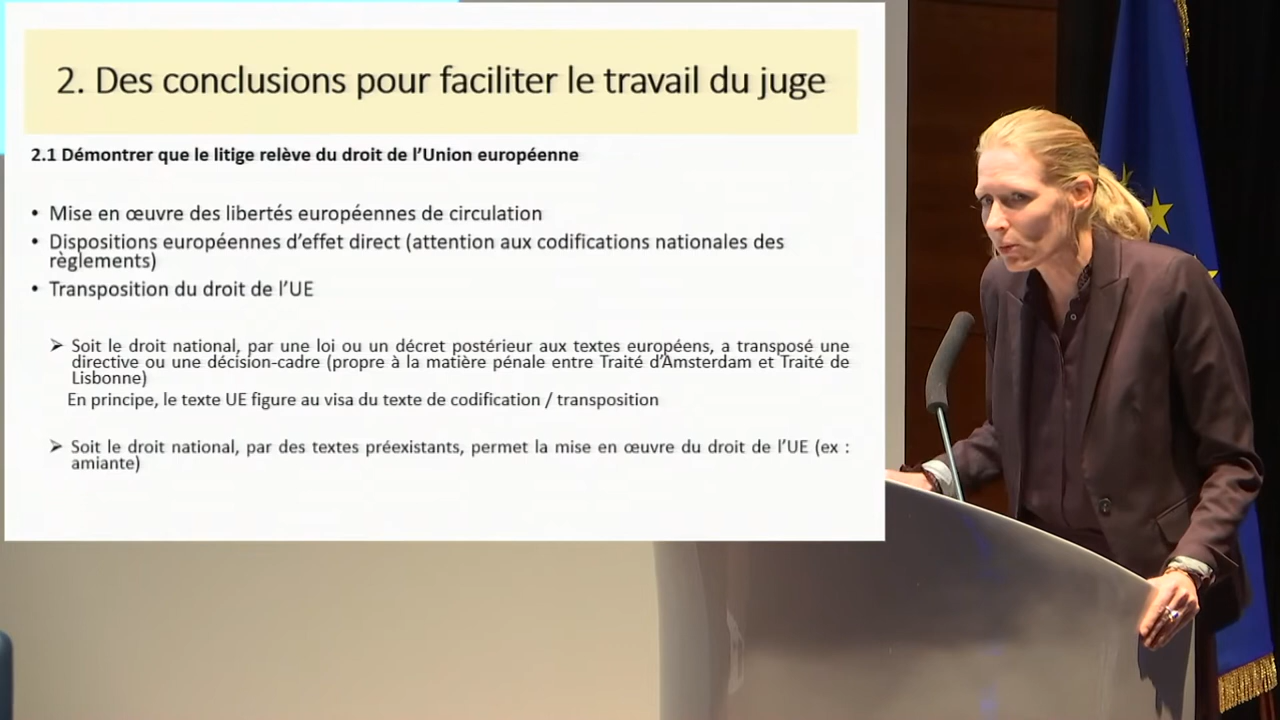 2. Des conclusions pour faciliter le travail du juge
2.1 Démontrer que le litige relève du droit de l’Union européenne
• Mise en œuvre des libertés européennes de circulation
• Dispositions européennes d’effet direct (attention aux codifications nationales des
règlements)
• Transposition du droit de l’UE
➢ Soit le droit national, par une loi ou un décret postérieur aux textes européens, a transposé une
directive ou une décision-cadre (propre à la matière pénale entre Traité d’Amsterdam et Traité de
Lisbonne)
En principe, le texte UE figure au visa du texte de codification / transposition
➢ Soit le droit national, par des textes préexistants, permet la mise en œuvre du droit de l’UE (ex :
amiante)